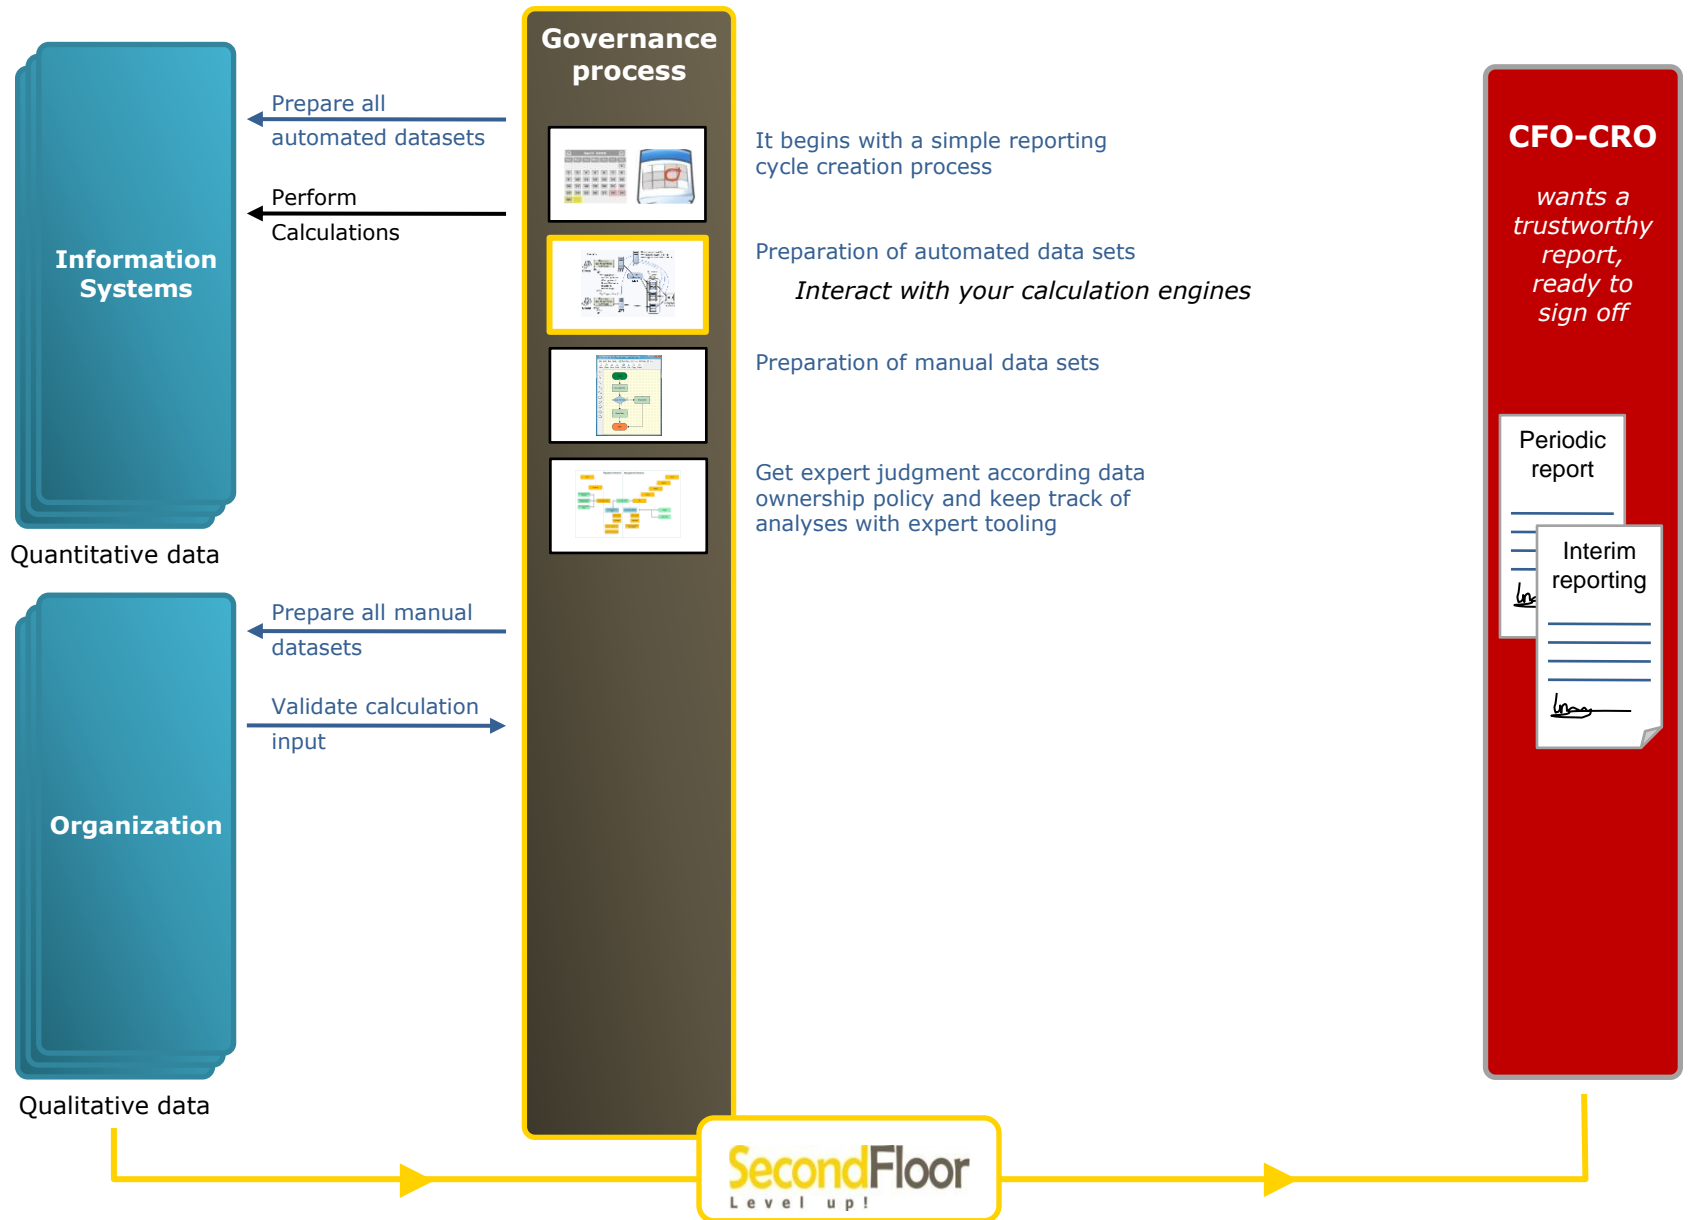 Governance
process
Prepare all
automated datasets
Perform
Calculations
Information
Systems
Quantitative data
It begins with a simple reporting
cycle creation process
Preparation of automated data sets
Interact with your calculation engines
Preparation of manual data sets
Get expert judgment according data
ownership policy and keep track of
analyses with expert tooling
CFO-CRO
wants a
trustworthy
report,
ready to
sign off
Periodic
report
Interim
reporting
Prepare all manual
datasets
Validate calculation
input
Organization
Qualitative data
SecondFloor
Level up!